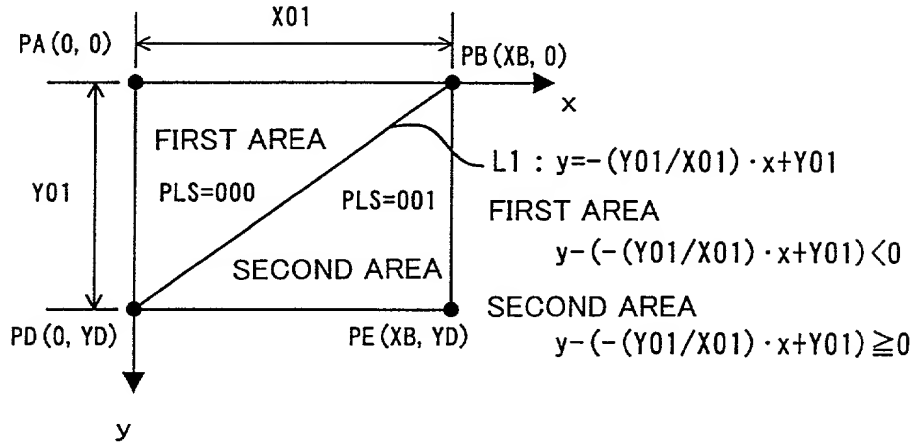 X01
PA(0, 0)
PB(XB, 0)
x
FIRST AREA
L1 : y=-(Y01/X01)·x+Y01
Y01
PLS=000
PLS=001
FIRST AREA
y-(-(Y01/X01)·x+Y01)<0
SECOND AREA
SECOND AREA
PD(0, YD)
PE(XB, YD)
y-(-(Y01/X01)·x+Y01)≧0
y